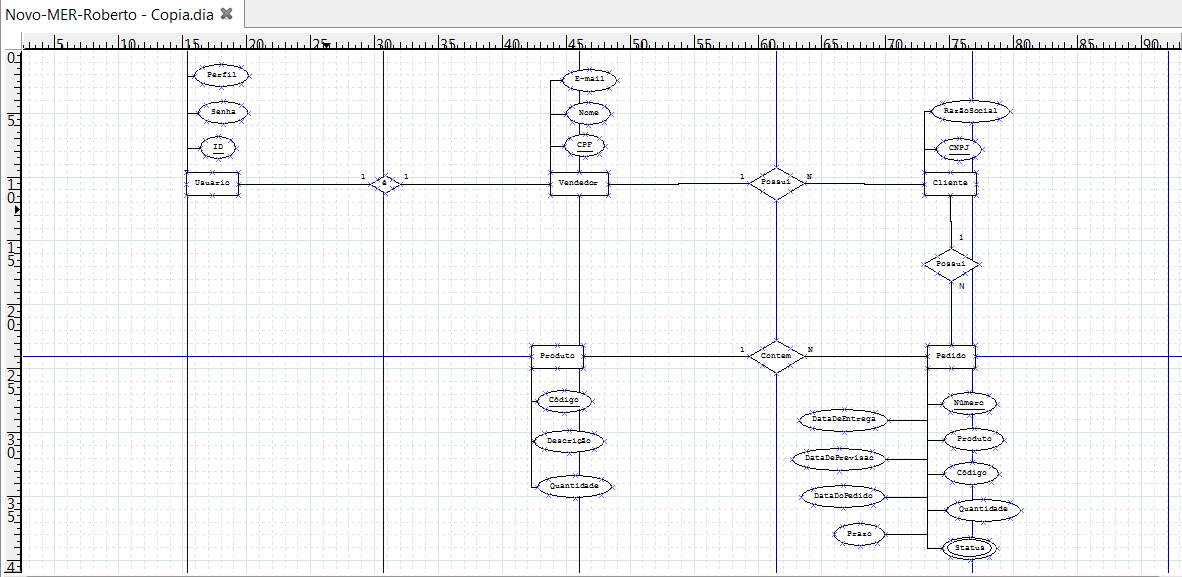 Novo-MER-Roberto - Copia.dia
5 10 15 20 25 30 35 40 45 50 55 60 65 70 75 80 85 90
0
5
10
15
20
25
30
35
4
Perfil
Senha
ID
Usuario
1
é
1
E-mail
Nome
CPF
Vendedor
1
Possui
N
RazãoSocial
CNPJ
Cliente
1
Possui
N
Produto
1
Contem
N
Pedido
Código
Descrição
Quantidade
DataDeEntrega
DataDePrevisao
DataDoPedido
Prazo
Número
Produto
Código
Quantidade
Status